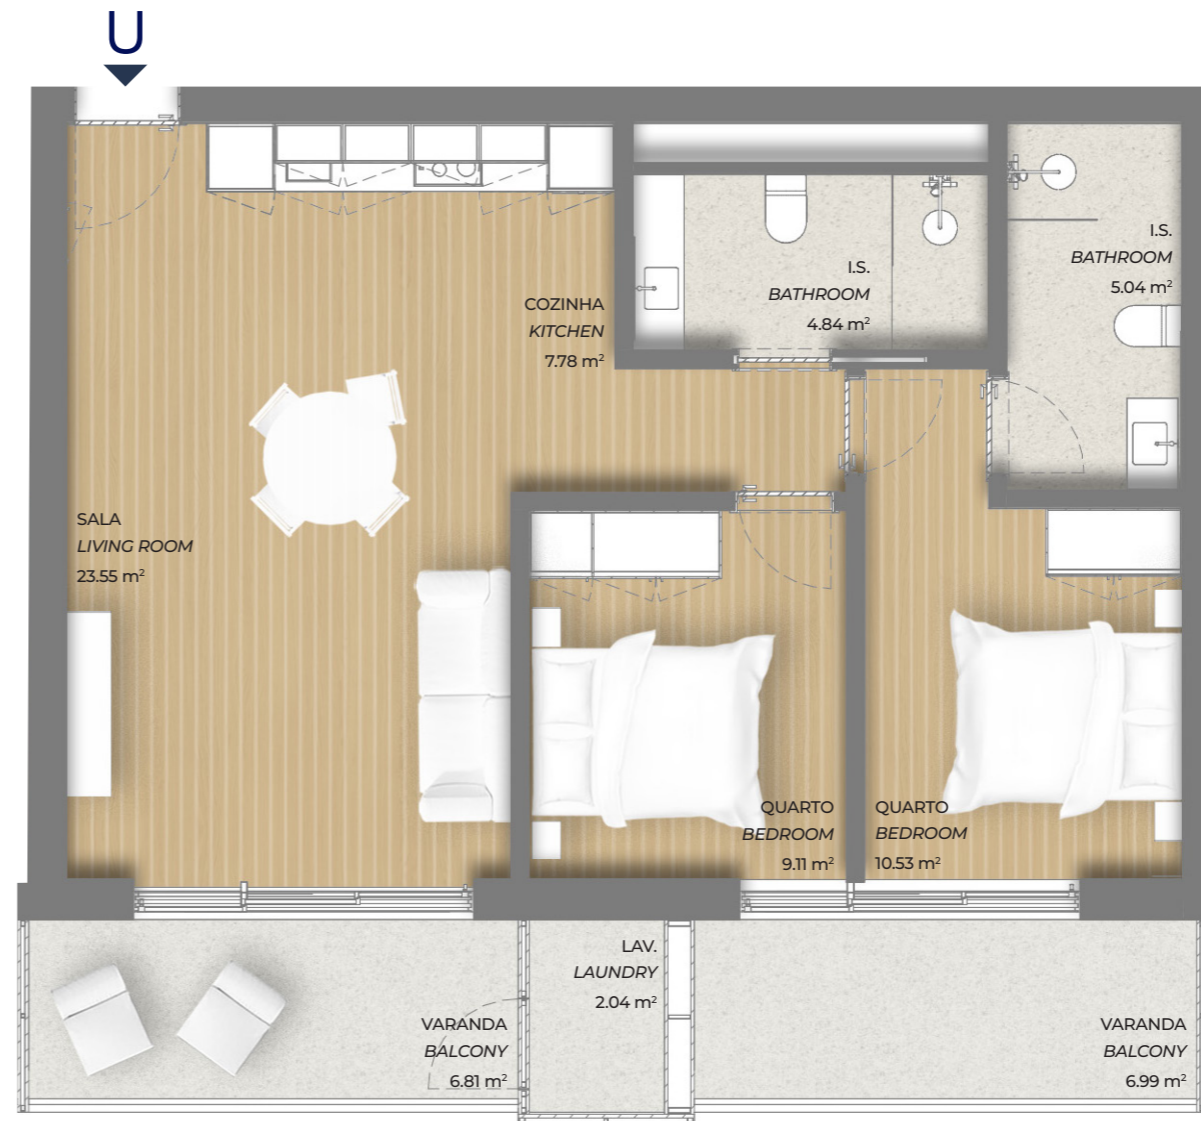 U
I.S.
BATHROOM
5.04 m²
I.S.
BATHROOM
4.84 m²
COZINHA
KITCHEN
7.78 m²
SALA
LIVING ROOM
23.55 m²
QUARTO
BEDROOM
9.11 m²
QUARTO
BEDROOM
10.53 m²
LAV.
LAUNDRY
2.04 m²
VARANDA
BALCONY
6.81 m²
VARANDA
BALCONY
6.99 m²